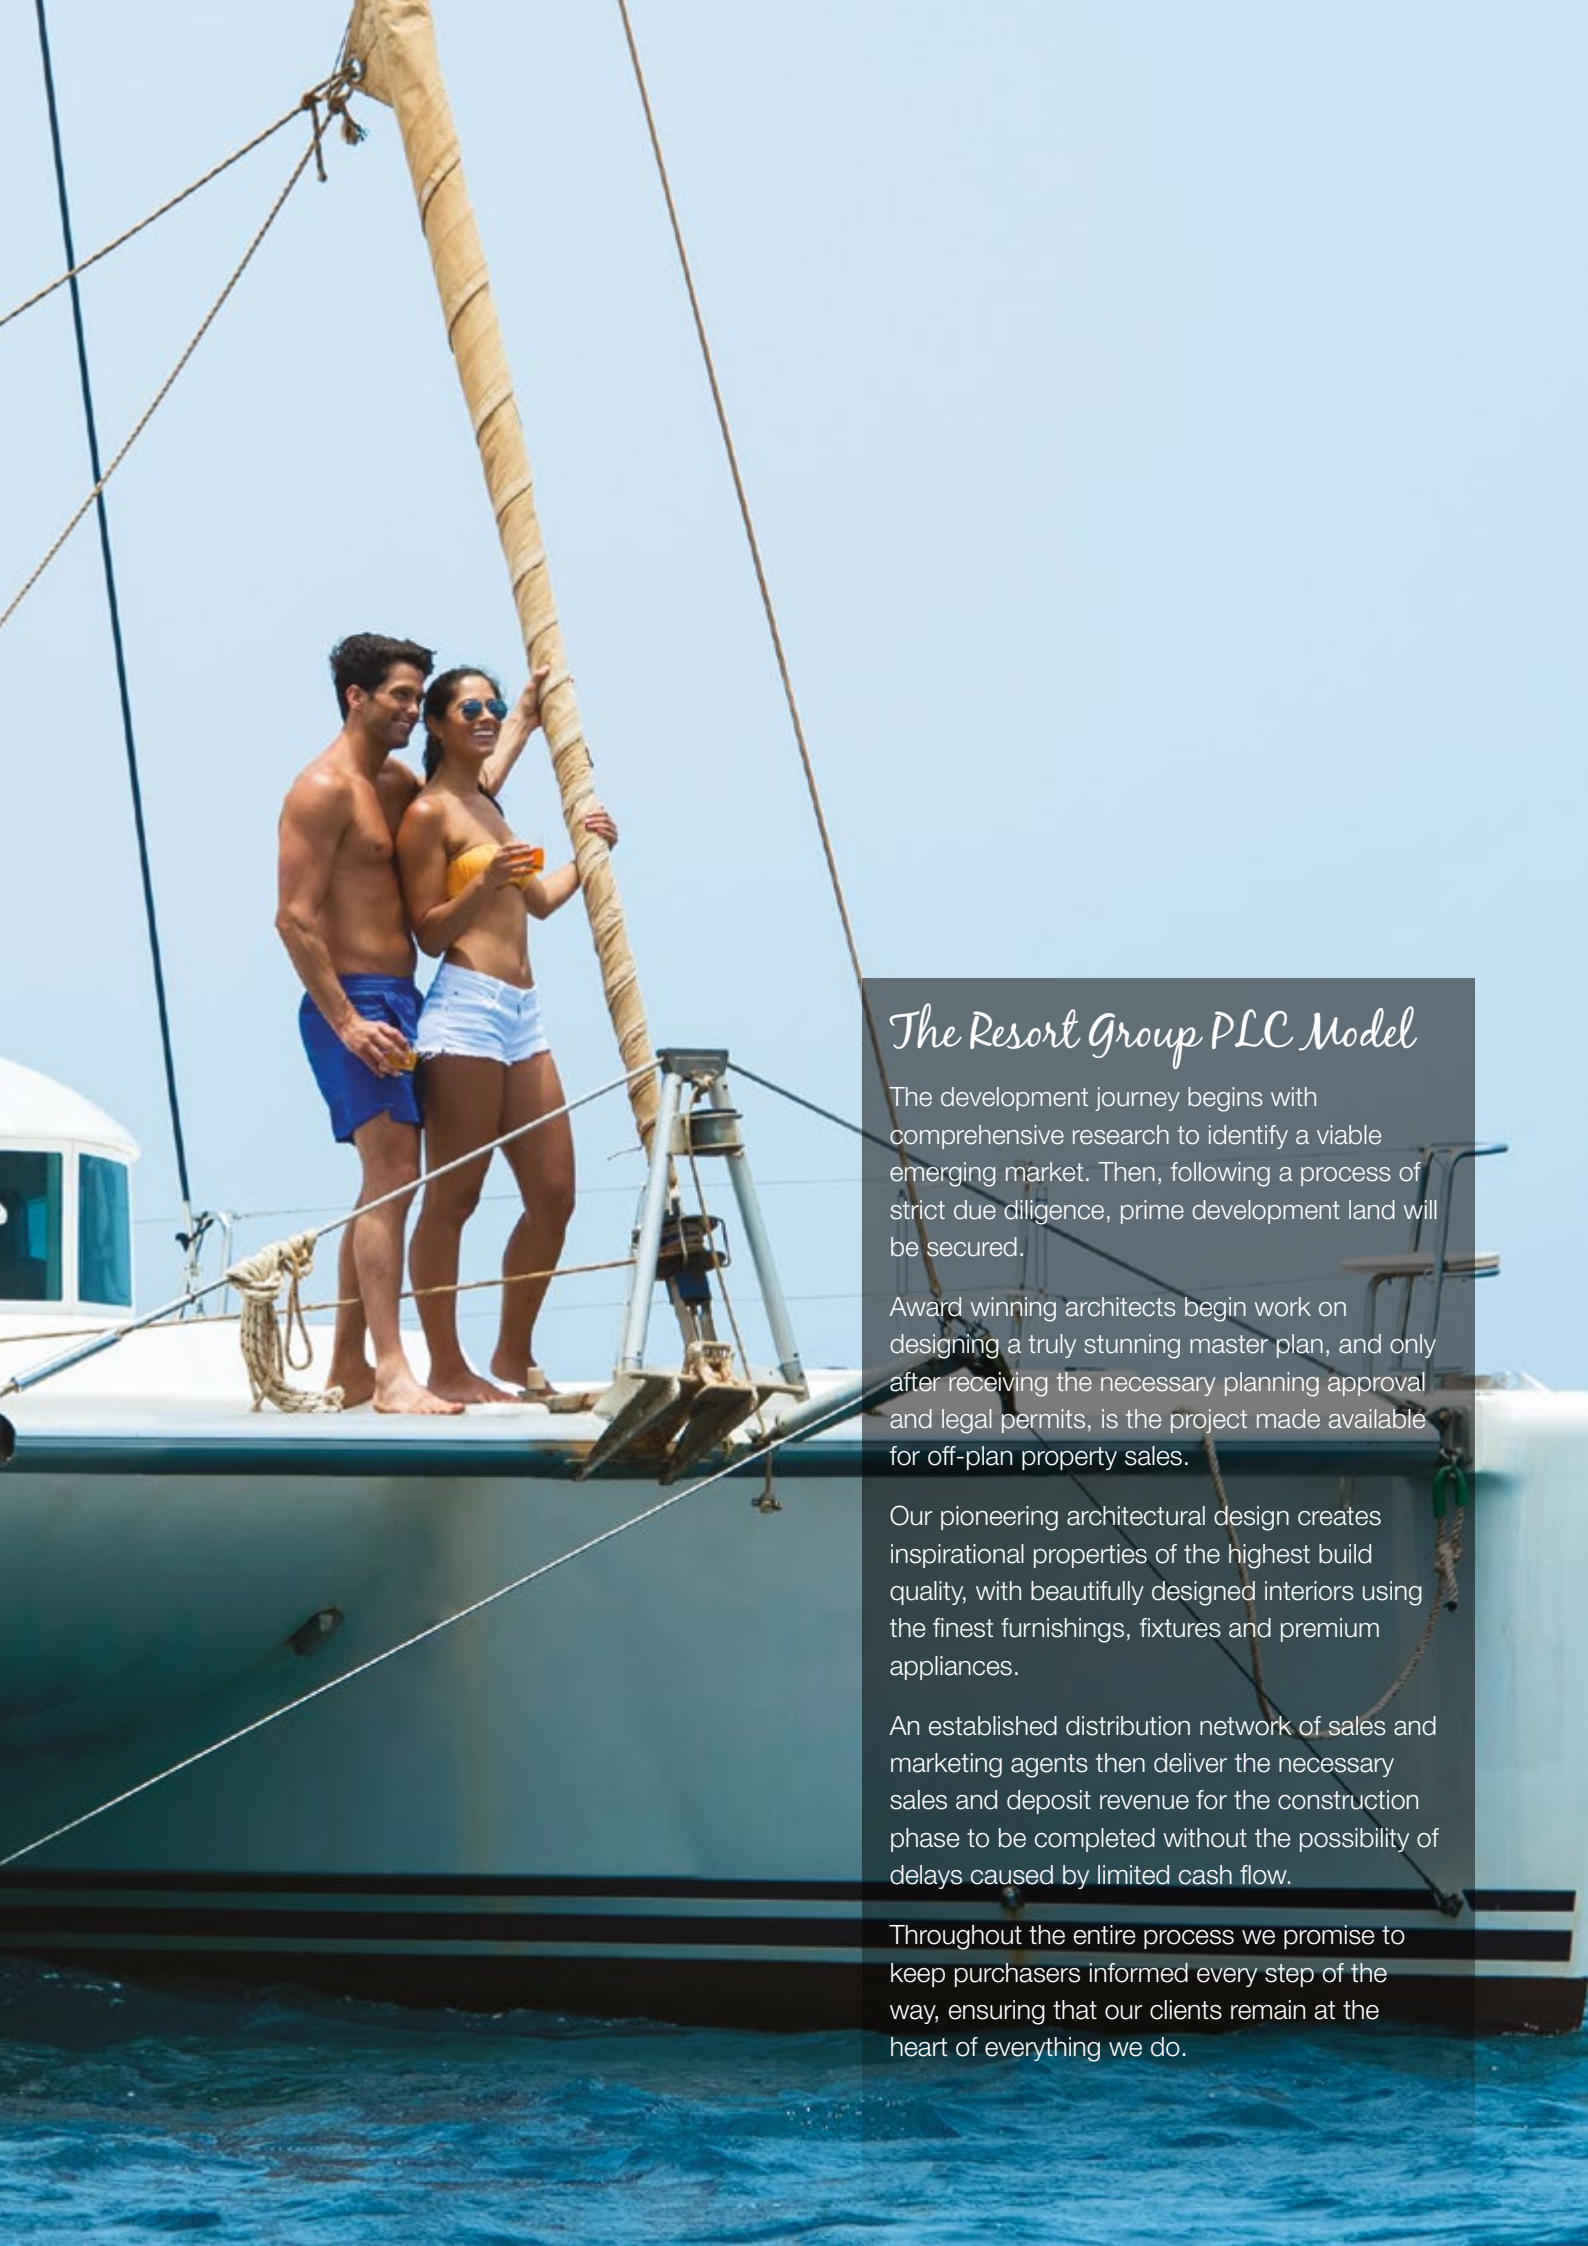 The Resort Group PLC Model
The development journey begins with
comprehensive research to identify a viable
emerging market. Then, following a process of
strict due diligence, prime development land will
be secured.
Award winning architects begin work on
designing a truly stunning master plan, and only
after receiving the necessary planning approval
and legal permits, is the project made available
for off-plan property sales.
Our pioneering architectural design creates
inspirational properties of the highest build
quality, with beautifully designed interiors using
the finest furnishings, fixtures and premium
appliances.
An established distribution network of sales and
marketing agents then deliver the necessary
sales and deposit revenue for the construction
phase to be completed without the possibility of
delays caused by limited cash flow.
Throughout the entire process we promise to
keep purchasers informed every step of the
way, ensuring that our clients remain at the
heart of everything we do.